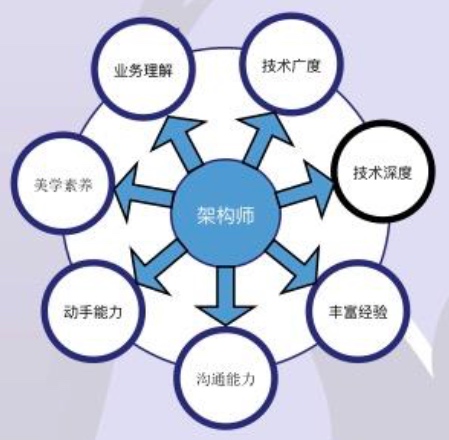 业务理解
技术广度
美学素养
技术深度
架构师
动手能力
丰富经验
沟通能力